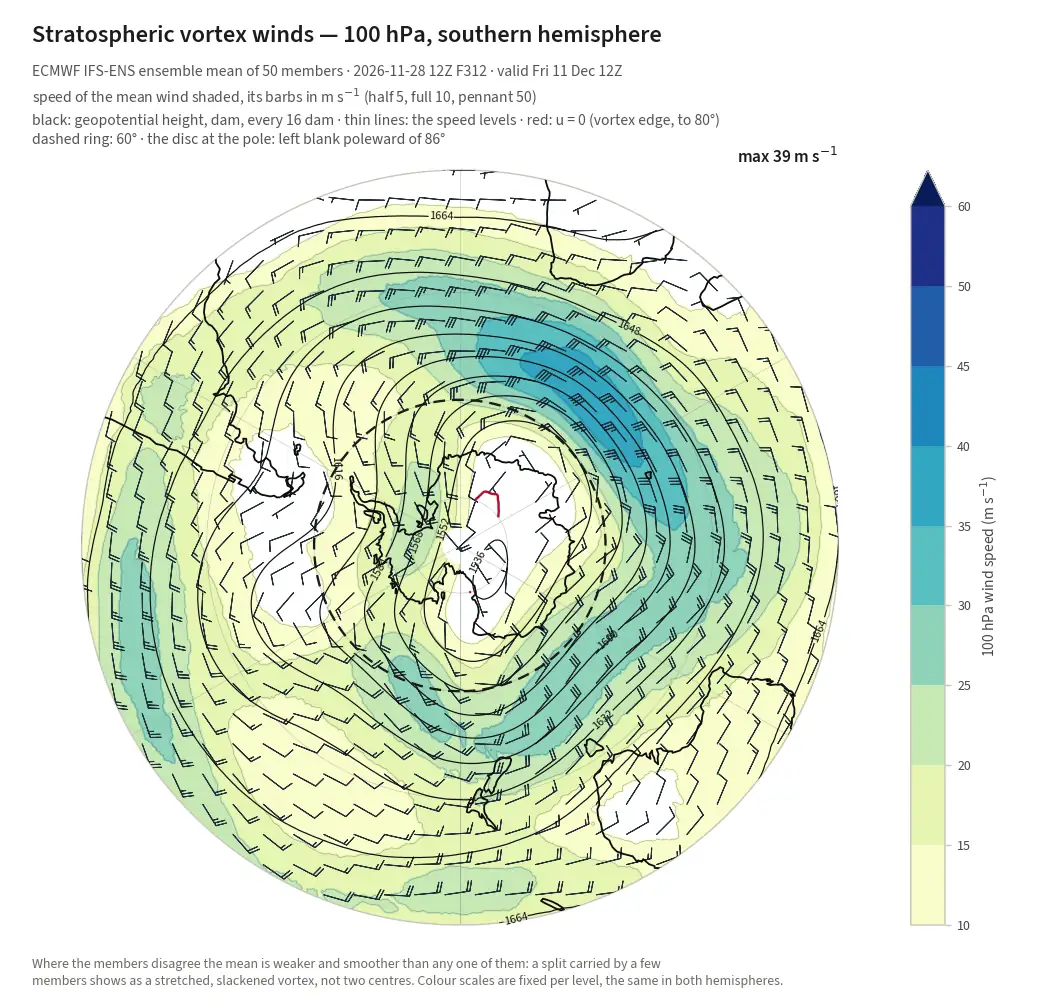 Stratospheric vortex winds — 100 hPa, southern hemisphere
ECMWF IFS-ENS ensemble mean of 50 members · 2026-11-28 12Z F312 · valid Fri 11 Dec 12Z
speed of the mean wind shaded, its barbs in m s⁻¹ (half 5, full 10, pennant 50)
black: geopotential height, dam, every 16 dam · thin lines: the speed levels · red: u = 0 (vortex edge, to 80°)
dashed ring: 60° · the disc at the pole: left blank poleward of 86°
max 39 m s⁻¹
1664
1648
1552
1568
1536
1632
1664
1664
60
50
45
40
35
30
25
20
15
10
100 hPa wind speed (m s⁻¹)
Where the members disagree the mean is weaker and smoother than any one of them: a split carried by a few
members shows as a stretched, slackened vortex, not two centres. Colour scales are fixed per level, the same in both hemispheres.